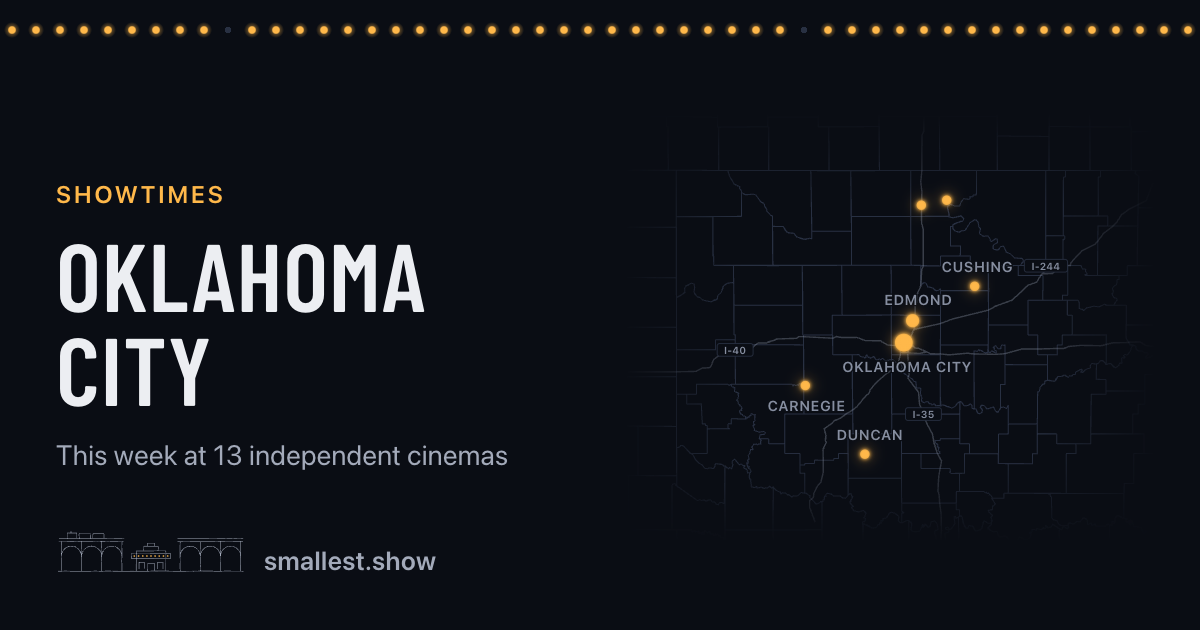 SHOWTIMES
OKLAHOMA
CITY
This week at 13 independent cinemas
smallest.show
CUSHING
I-244
EDMOND
I-40
OKLAHOMA CITY
CARNEGIE
I-35
DUNCAN